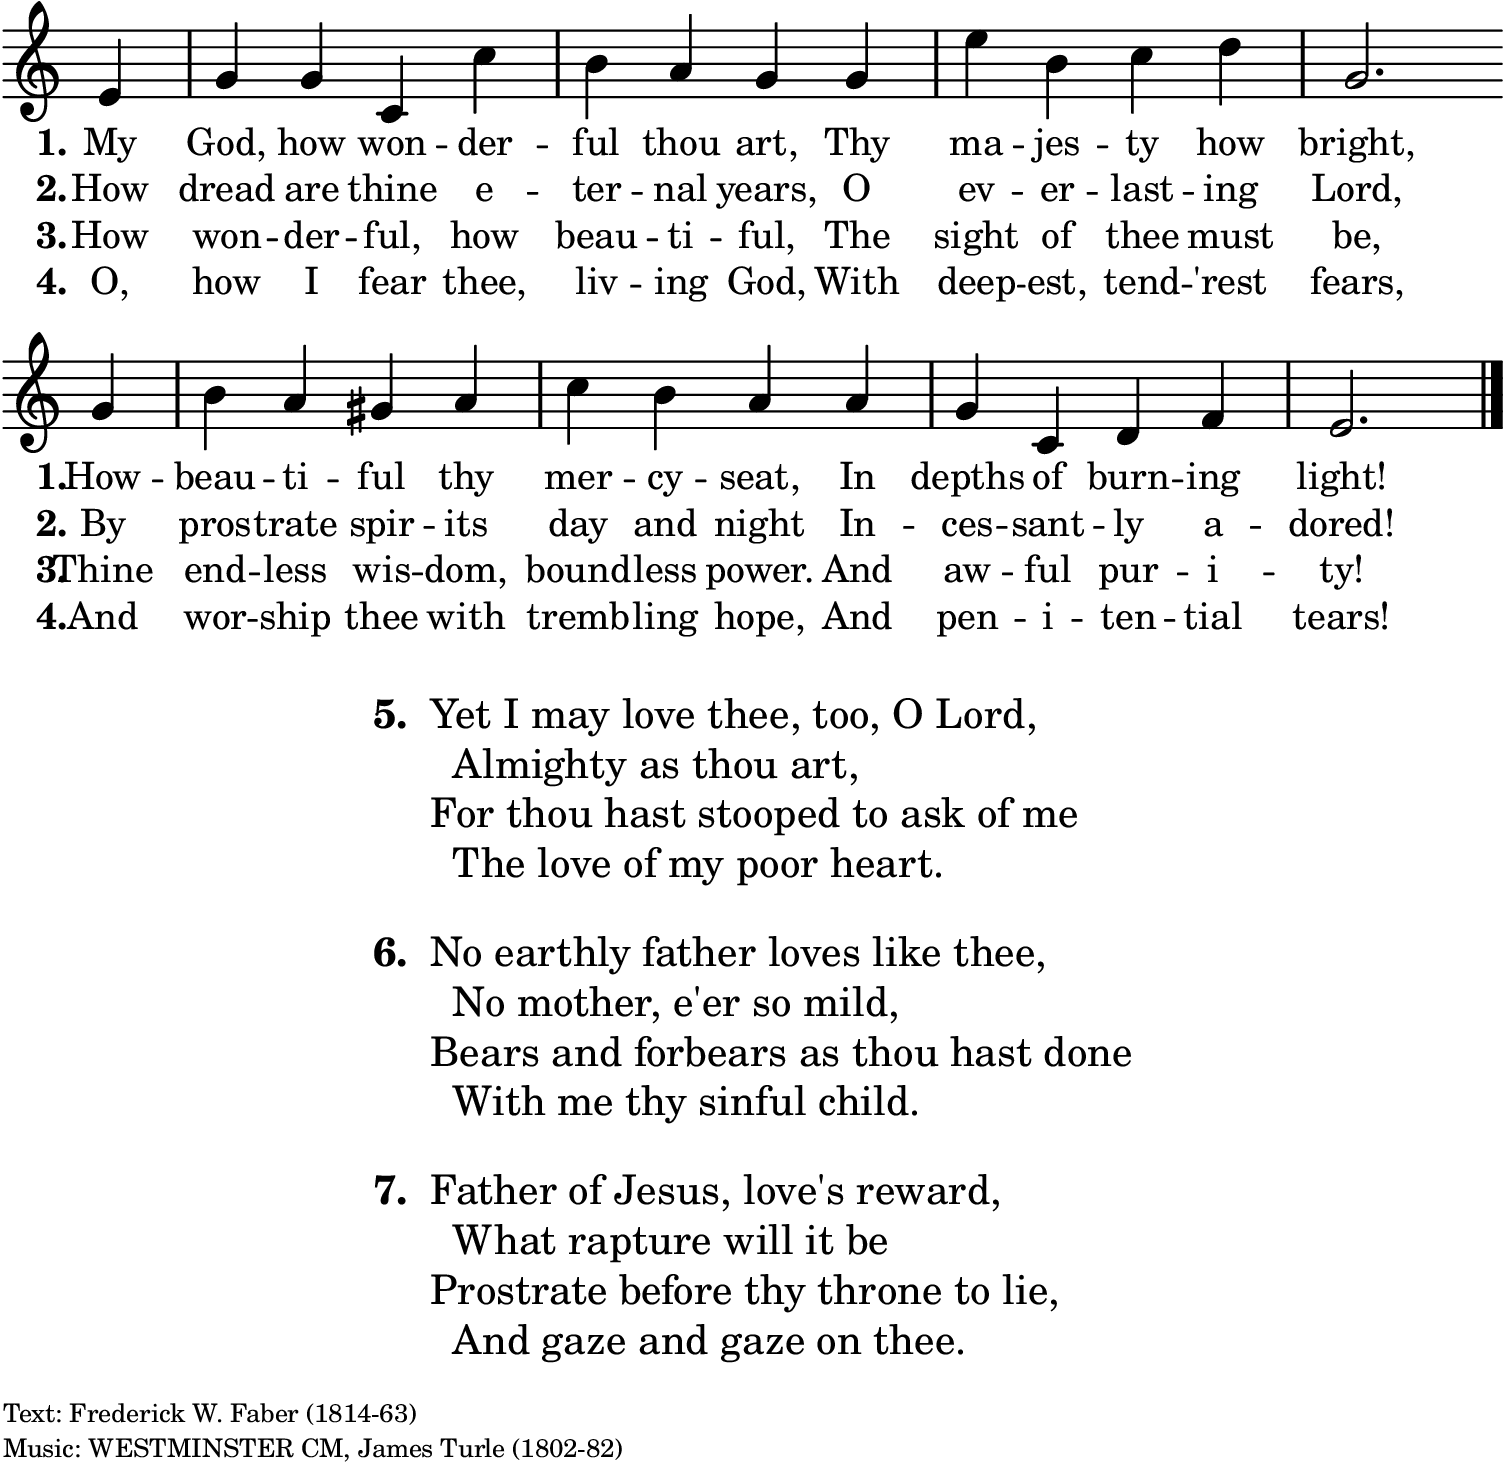 1. My God, how won - der - ful thou art, Thy ma - jes - ty how bright,
2. How dread are thine e - ter - nal years, O ev - er - last - ing Lord,
3. How won - der - ful, how beau - ti - ful, The sight of thee must be,
4. O, how I fear thee, liv - ing God, With deep - est, tend - 'rest fears,
1. How - beau - ti - ful thy mer - cy - seat, In depths of burn - ing light!
2. By prostrate spir - its day and night In - ces - sant - ly a - dored!
3. Thine end - less wis - dom, boundless power. And aw - ful pur - i - ty!
4. And wor - ship thee with trembling hope, And pen - i - ten - tial tears!
5. Yet I may love thee, too, O Lord,
Almighty as thou art,
For thou hast stooped to ask of me
The love of my poor heart.
6. No earthly father loves like thee,
No mother, e'er so mild,
Bears and forbears as thou hast done
With me thy sinful child.
7. Father of Jesus, love's reward,
What rapture will it be
Prostrate before thy throne to lie,
And gaze and gaze on thee.
Text: Frederick W. Faber (1814-63)
Music: WESTMINSTER CM, James Turle (1802-82)